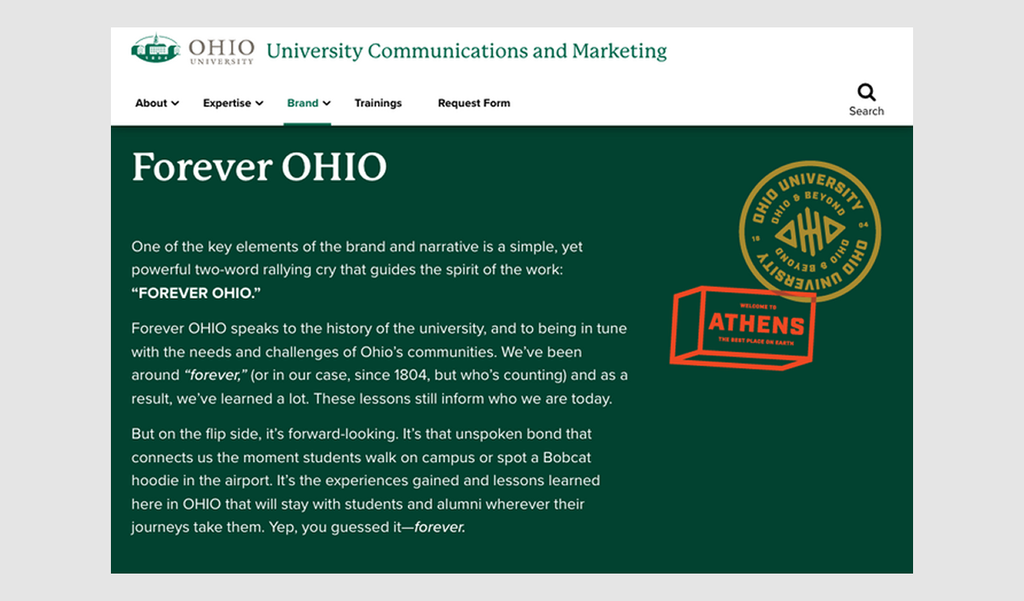 OHIO
UNIVERSITY
University Communications and Marketing
About
Expertise
Brand
Trainings
Request Form
Search
Forever OHIO
One of the key elements of the brand and narrative is a simple, yet
powerful two-word rallying cry that guides the spirit of the work:
“FOREVER OHIO.”
Forever OHIO speaks to the history of the university, and to being in tune
with the needs and challenges of Ohio’s communities. We’ve been
around “forever,” (or in our case, since 1804, but who’s counting) and as a
result, we’ve learned a lot. These lessons still inform who we are today.
But on the flip side, it’s forward-looking. It’s that unspoken bond that
connects us the moment students walk on campus or spot a Bobcat
hoodie in the airport. It’s the experiences gained and lessons learned
here in OHIO that will stay with students and alumni wherever their
journeys take them. Yep, you guessed it—forever.
OHIO UNIVERSITY
OHIO & BEYOND
18
04
OHIO
OHIO & BEYOND
OHIO UNIVERSITY
WELCOME TO
ATHENS
THE BEST PLACE ON EARTH